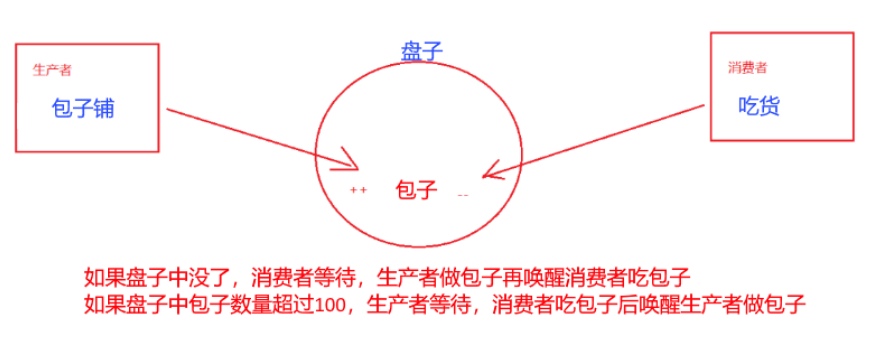 盘子
生产者
消费者
包子铺
吃货
++ 包子 --
如果盘子中没了，消费者等待，生产者做包子再唤醒消费者吃包子
如果盘子中包子数量超过100，生产者等待，消费者吃包子后唤醒生产者做包子